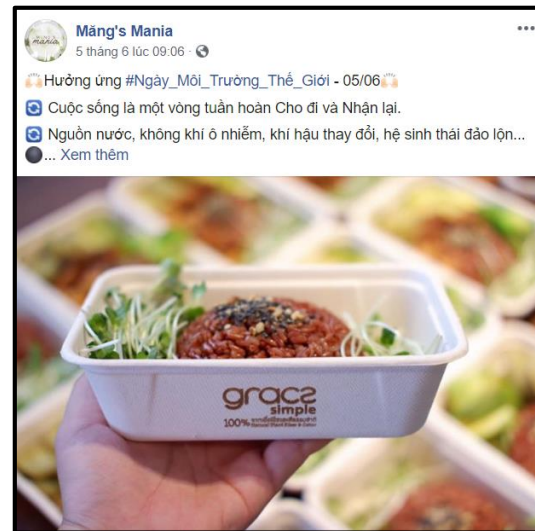 Măng's Mania
5 tháng 6 lúc 09:06 ·
Hưởng ứng #Ngày_Môi_Trường_Thế_Giới - 05/06
Cuộc sống là một vòng tuần hoàn Cho đi và Nhận lại.
Nguồn nước, không khí ô nhiễm, khí hậu thay đổi, hệ sinh thái đảo lộn...
... Xem thêm
gracz
simple
100%